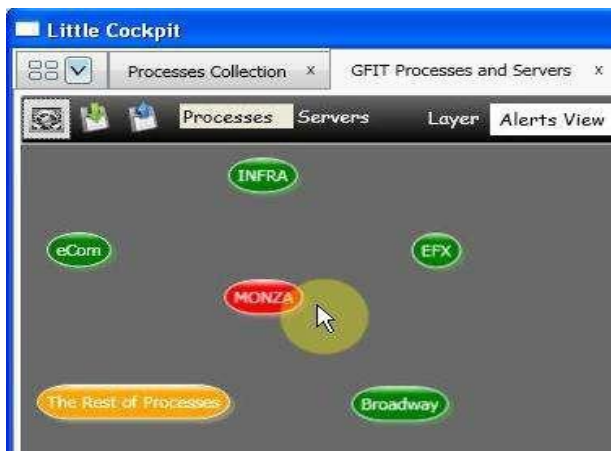 Little Cockpit
Processes Collection x GFIT Processes and Servers x
Processes Servers Layer Alerts View
INFRA
eCom EFX
MONZA
The Rest of Processes Broadway